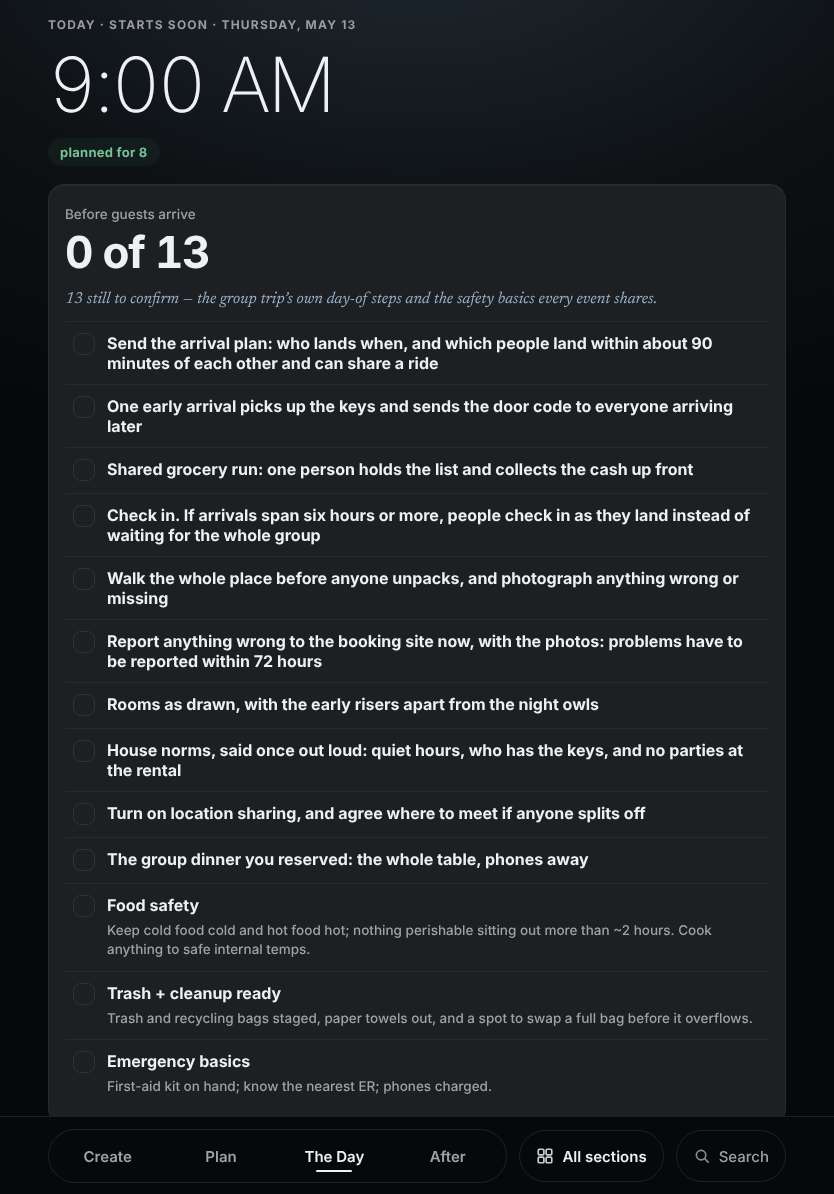 TODAY · STARTS SOON · THURSDAY, MAY 13
9:00 AM
planned for 8
Before guests arrive
0 of 13
13 still to confirm – the group trip’s own day-of steps and the safety basics every event shares.
Send the arrival plan: who lands when, and which people land within about 90
minutes of each other and can share a ride
One early arrival picks up the keys and sends the door code to everyone arriving
later
Shared grocery run: one person holds the list and collects the cash up front
Check in. If arrivals span six hours or more, people check in as they land instead of
waiting for the whole group
Walk the whole place before anyone unpacks, and photograph anything wrong or
missing
Report anything wrong to the booking site now, with the photos: problems have to
be reported within 72 hours
Rooms as drawn, with the early risers apart from the night owls
House norms, said once out loud: quiet hours, who has the keys, and no parties at
the rental
Turn on location sharing, and agree where to meet if anyone splits off
The group dinner you reserved: the whole table, phones away
Food safety
Keep cold food cold and hot food hot; nothing perishable sitting out more than ~2 hours. Cook
anything to safe internal temps.
Trash + cleanup ready
Trash and recycling bags staged, paper towels out, and a spot to swap a full bag before it overflows.
Emergency basics
First-aid kit on hand; know the nearest ER; phones charged.
Create Plan The Day After All sections Search